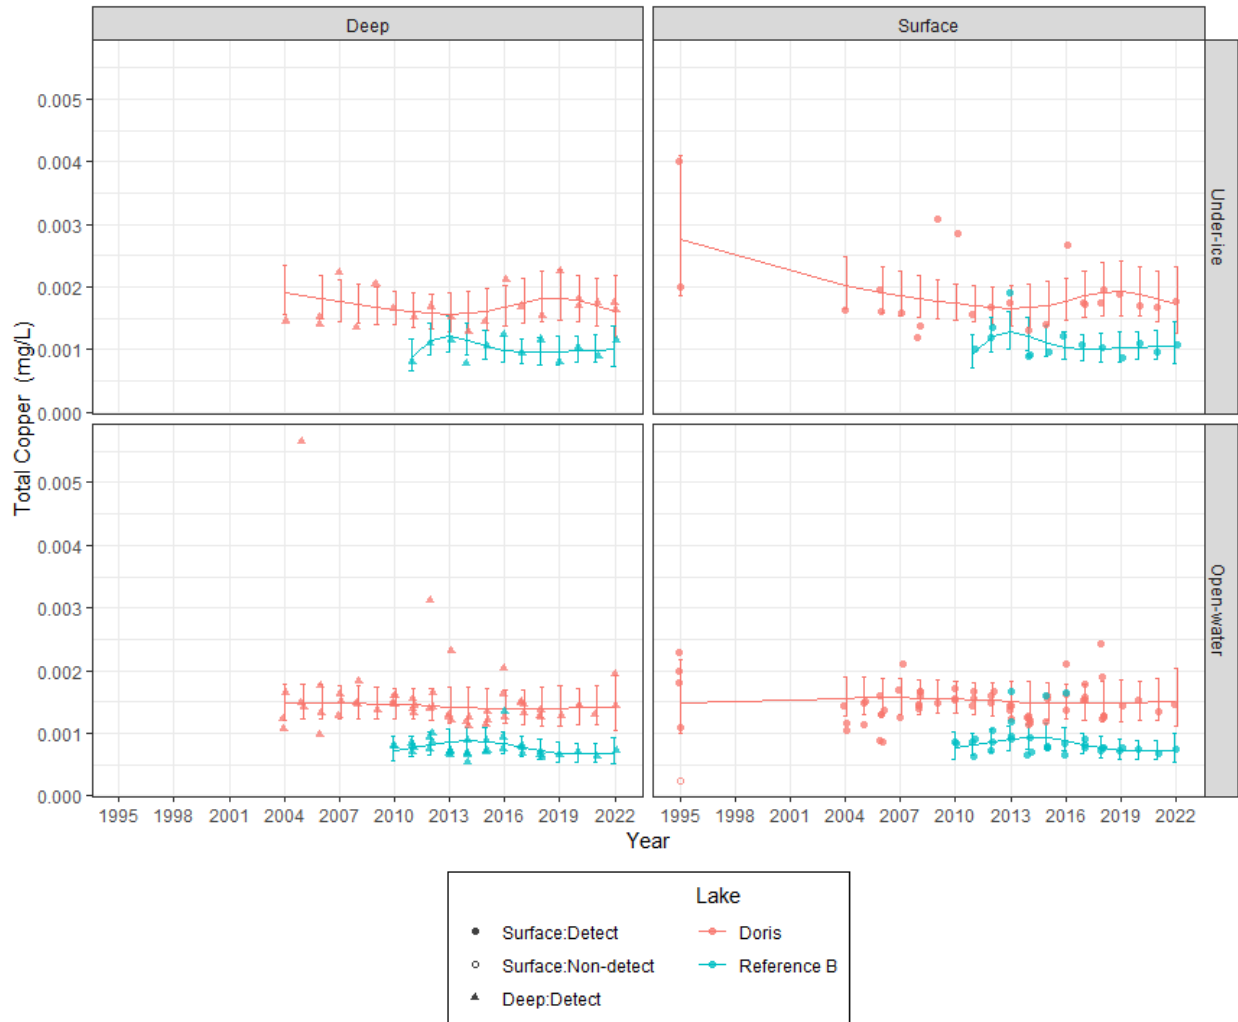 Deep Surface
0.005
0.004
0.003
0.002
0.001
0.000
Under-ice
0.005
0.004
0.003
0.002
0.001
0.000
Open-water
Total Copper (mg/L)
1995 1998 2001 2004 2007 2010 2013 2016 2019 2022 1995 1998 2001 2004 2007 2010 2013 2016 2019 2022
Year
Lake
Surface:Detect Doris
Surface:Non-detect Reference B
Deep:Detect